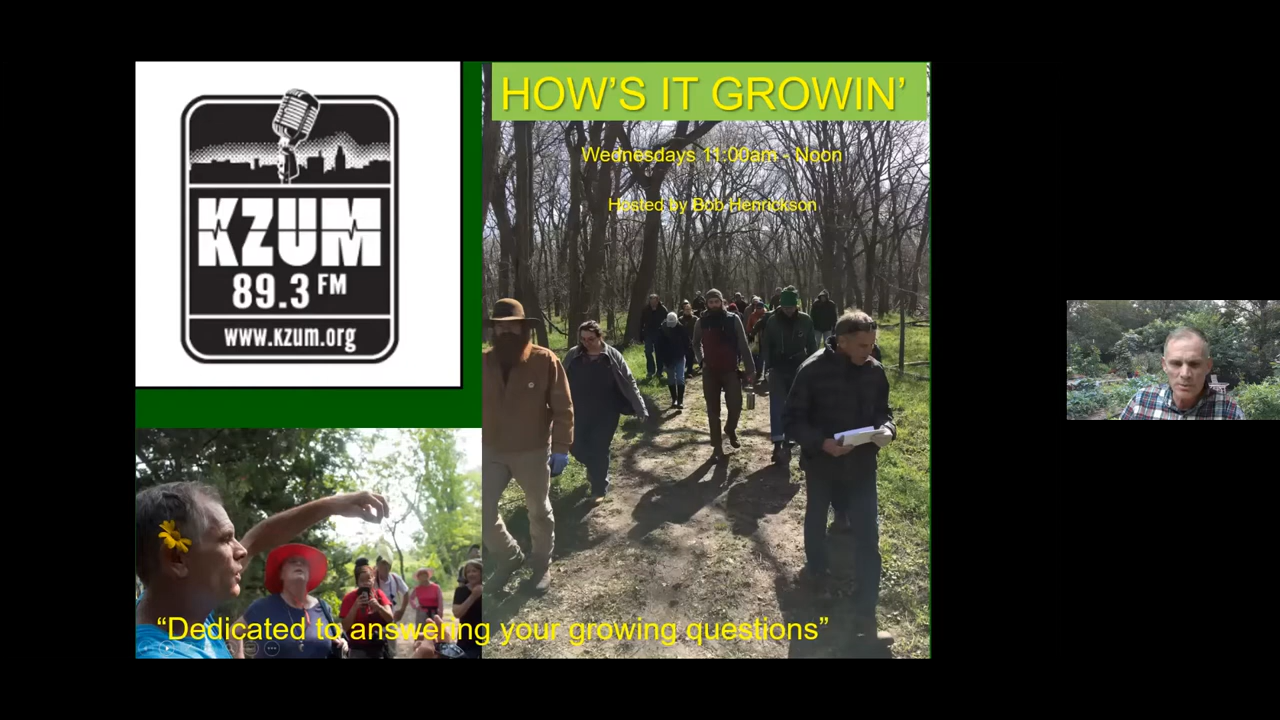 KZUM
89.3 FM
www.kzum.org
HOW'S IT GROWIN'
Wednesdays 11:00am - Noon
Hosted by Bob Henrickson
“Dedicated to answering your growing questions”